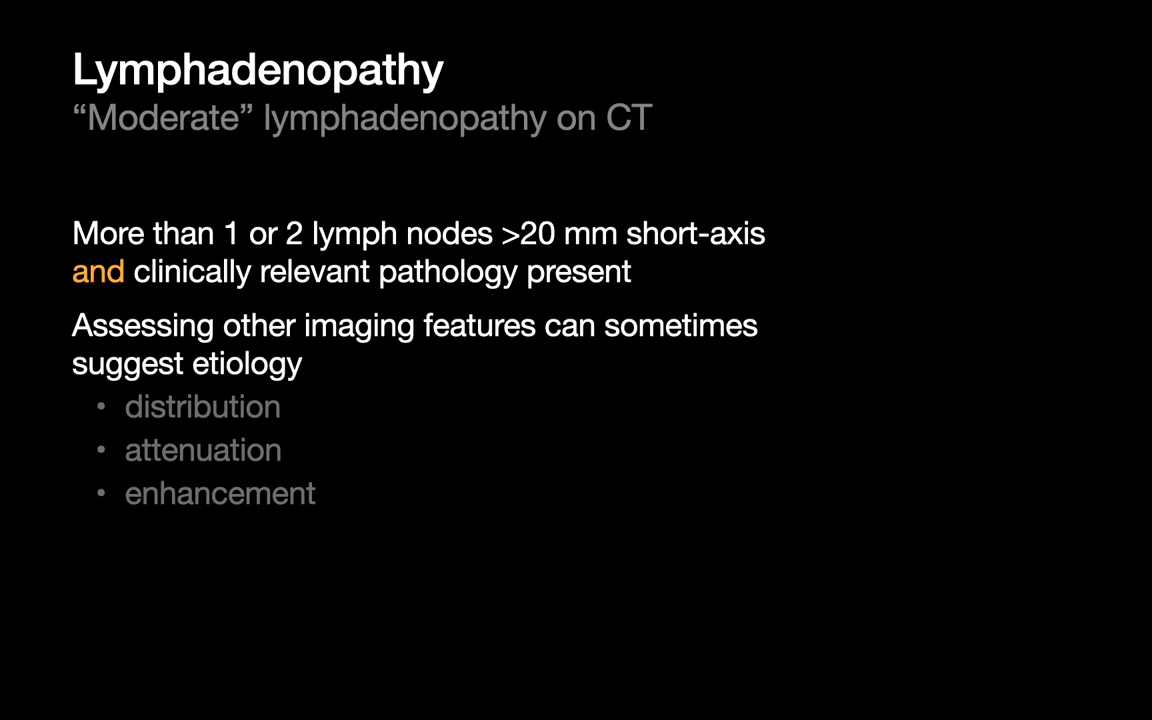 Lymphadenopathy
“Moderate” lymphadenopathy on CT
More than 1 or 2 lymph nodes >20 mm short-axis
and clinically relevant pathology present
Assessing other imaging features can sometimes
suggest etiology
• distribution
• attenuation
• enhancement